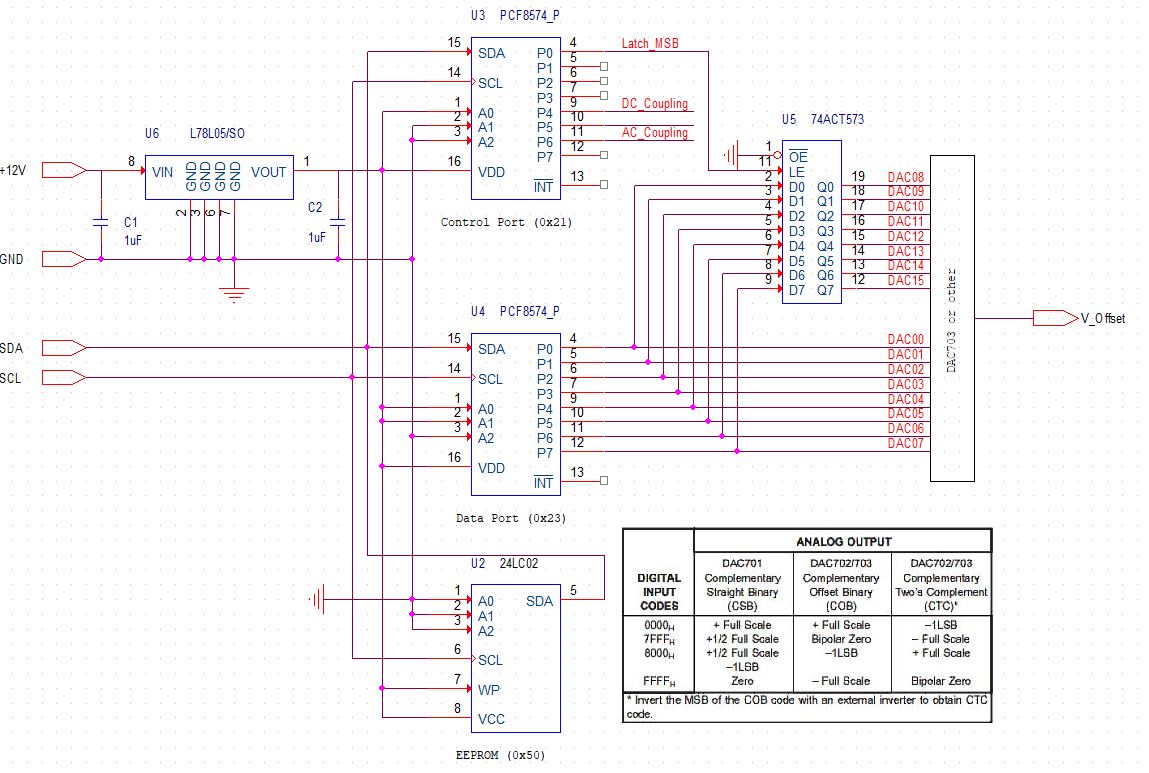 U3 PCF8574_P
15 SDA P0 4 Latch_MSB
P1 5
14 SCL P2 6
P3 7
1 A0 P4 9 DC_Coupling
2 A1 P5 10
3 A2 P6 11 AC_Coupling
P7 12
16 VDD
INT 13
Control Port (0x21)
U6 L78L05/SO
+12V 8 VIN GND GND GND GND VOUT 1
2 3 6 7
C1
1uF
C2
1uF
GND
U5 74ACT573
1 OE
11 LE
2 D0 Q0 19 DAC08
3 D1 Q1 18 DAC09
4 D2 Q2 17 DAC10
5 D3 Q3 16 DAC11
6 D4 Q4 15 DAC12
7 D5 Q5 14 DAC13
8 D6 Q6 13 DAC14
9 D7 Q7 12 DAC15
DAC703 or other
V_Offset
U4 PCF8574_P
SDA 15 SDA P0 4 DAC00
P1 5 DAC01
SCL 14 SCL P2 6 DAC02
P3 7 DAC03
1 A0 P4 9 DAC04
2 A1 P5 10 DAC05
3 A2 P6 11 DAC06
P7 12 DAC07
16 VDD
INT 13
Data Port (0x23)
U2 24LC02
1 A0 SDA 5
2 A1
3 A2
6 SCL
7 WP
8 VCC
EEPROM (0x50)
ANALOG OUTPUT
DIGITAL
INPUT
CODES
DAC701
Complementary
Straight Binary
(CSB)
DAC702/703
Complementary
Offset Binary
(COB)
DAC702/703
Complementary
Two's Complement
(CTC)*
0000H + Full Scale + Full Scale –1LSB
7FFFH +1/2 Full Scale Bipolar Zero – Full Scale
8000H +1/2 Full Scale –1LSB + Full Scale
–1LSB
FFFFH Zero – Full Scale Bipolar Zero
* Invert the MSB of the COB code with an external inverter to obtain CTC
code.